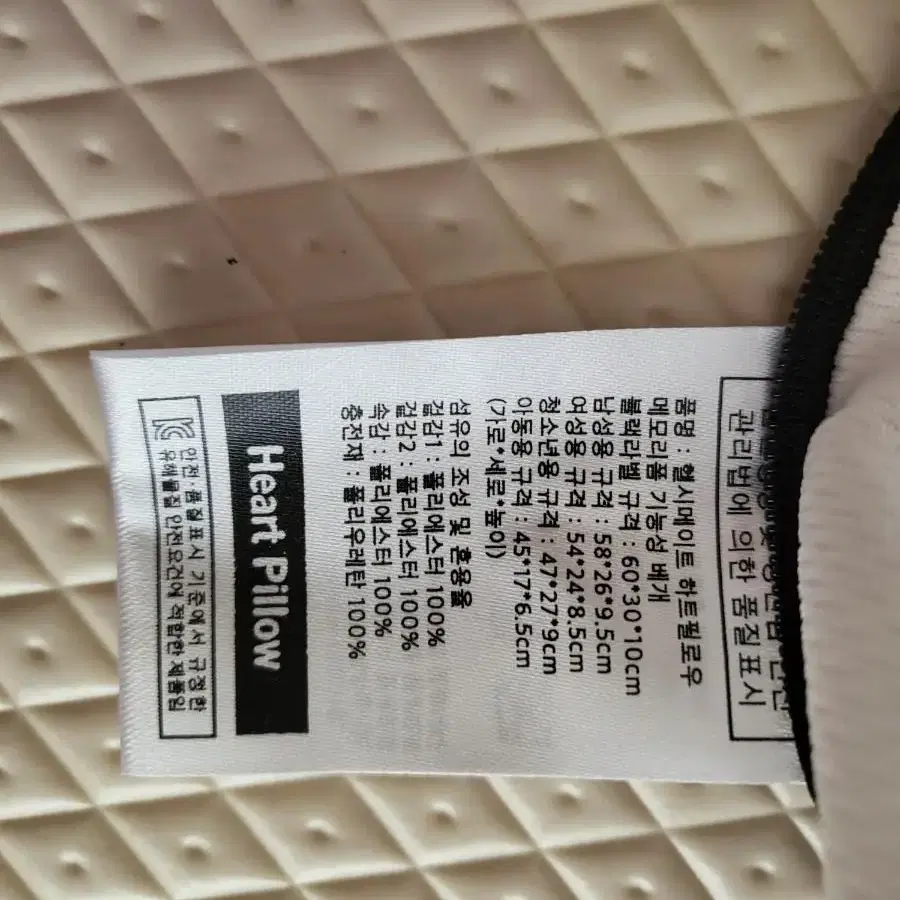 관리법에 의한 품질표시
품명 : 헬시메이트 하트필로우
메모리폼 기능성 베개
블랙라벨 규격 : 60*30*10cm
남성용 규격 : 58*26*9.5cm
여성용 규격 : 54*24*8.5cm
청소년용 규격 : 47*27*9cm
아동용 규격 : 45*17*6.5cm
(가로*세로*높이)
섬유의 조성 및 혼용율
겉감1 : 폴리에스터 100%
겉감2 : 폴리에스터 100%
속감 : 폴리에스터 100%
충전재 : 폴리우레탄 100%
Heart Pillow
안전·품질표시 기준에서 규정한
유해물질 안전요건에 적합한 제품임